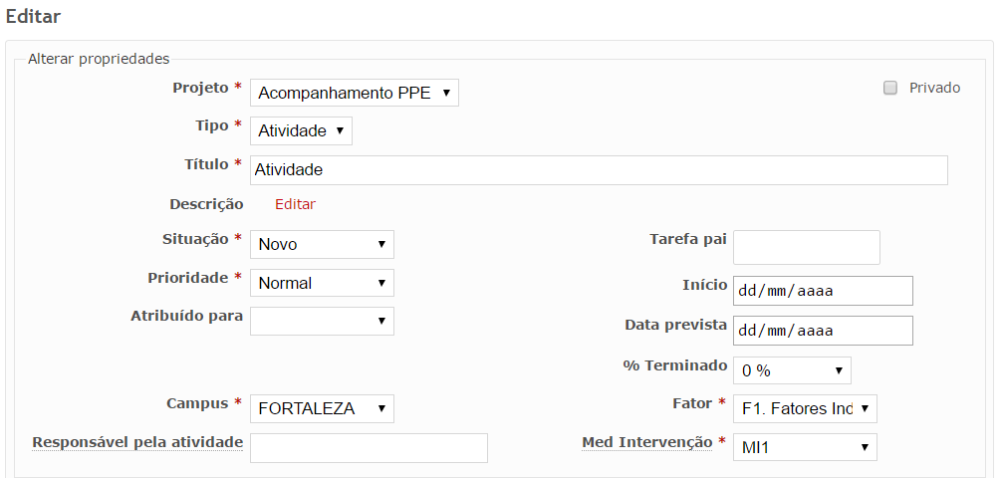 Editar
Alterar propriedades
Projeto * Acompanhamento PPE
Privado
Tipo * Atividade
Título * Atividade
Descrição Editar
Situação * Novo
Tarefa pai
Prioridade * Normal
Início dd/mm/aaaa
Atribuído para
Data prevista dd/mm/aaaa
% Terminado 0 %
Campus * FORTALEZA
Fator * F1. Fatores Ind
Responsável pela atividade
Med Intervenção * MI1